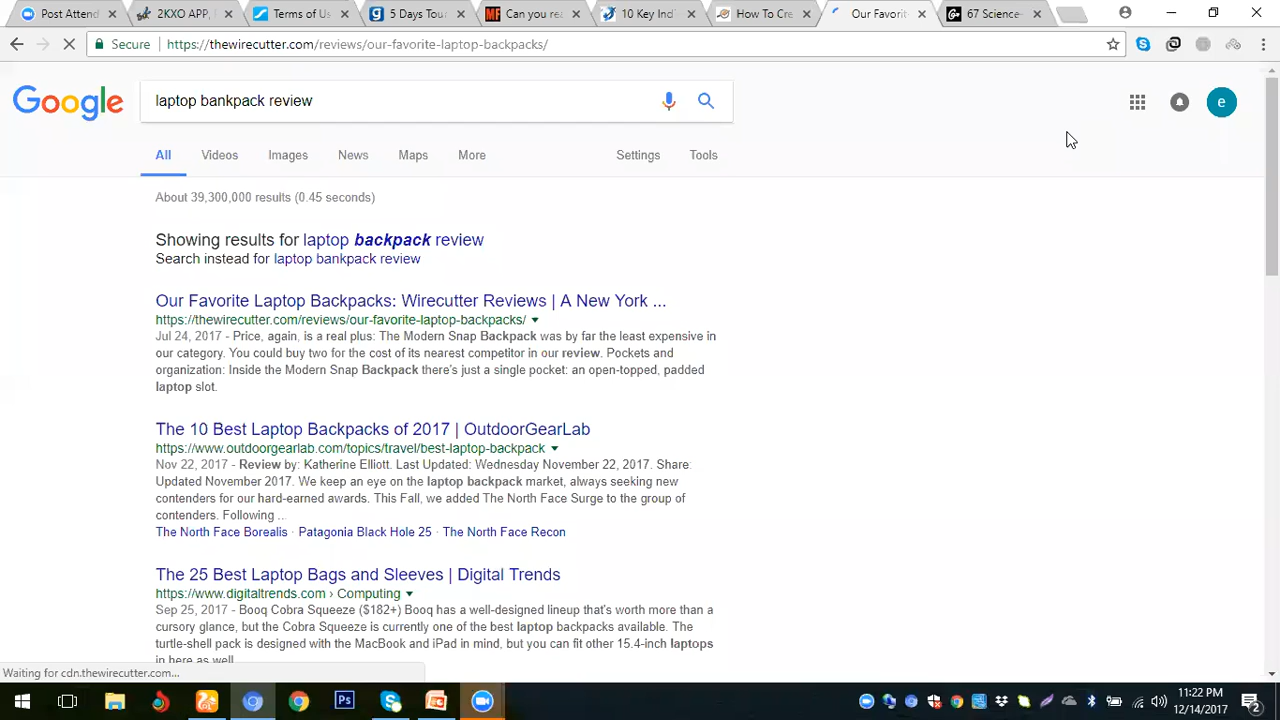 Post Attend
2KXO APP,
Terms of Us
5 Days Tour
Can you rea
10 Key Indi
How To Cre
Our Favorit
67 Science-
Secure https://thewirecutter.com/reviews/our-favorite-laptop-backpacks/
Google
laptop bankpack review
e
All Videos Images News Maps More Settings Tools
About 39,300,000 results (0.45 seconds)
Showing results for laptop backpack review
Search instead for laptop bankpack review
Our Favorite Laptop Backpacks: Wirecutter Reviews | A New York ...
https://thewirecutter.com/reviews/our-favorite-laptop-backpacks/
Jul 24, 2017 - Price, again, is a real plus: The Modern Snap Backpack was by far the least expensive in
our category. You could buy two for the cost of its nearest competitor in our review. Pockets and
organization: Inside the Modern Snap Backpack there's just a single pocket: an open-topped, padded
laptop slot.
The 10 Best Laptop Backpacks of 2017 | OutdoorGearLab
https://www.outdoorgearlab.com/topics/travel/best-laptop-backpack
Nov 22, 2017 - Review by: Katherine Elliott. Last Updated: Wednesday November 22, 2017. Share:
Updated November 2017. We keep an eye on the laptop backpack market, always seeking new
contenders for our hard-earned awards. This Fall, we added The North Face Surge to the group of
contenders. Following ...
The North Face Borealis · Patagonia Black Hole 25 · The North Face Recon
The 25 Best Laptop Bags and Sleeves | Digital Trends
https://www.digitaltrends.com › Computing
Sep 25, 2017 - Booq Cobra Squeeze ($182+) Booq has a well-designed lineup that's worth more than a
cursory glance, but the Cobra Squeeze is currently one of the best laptop backpacks available. The
turtle-shell pack is designed with the MacBook and iPad in mind, but you can fit other 15.4-inch laptops
in here as well
Waiting for cdn.thewirecutter.com...
Ps
11:22 PM
12/14/2017
2